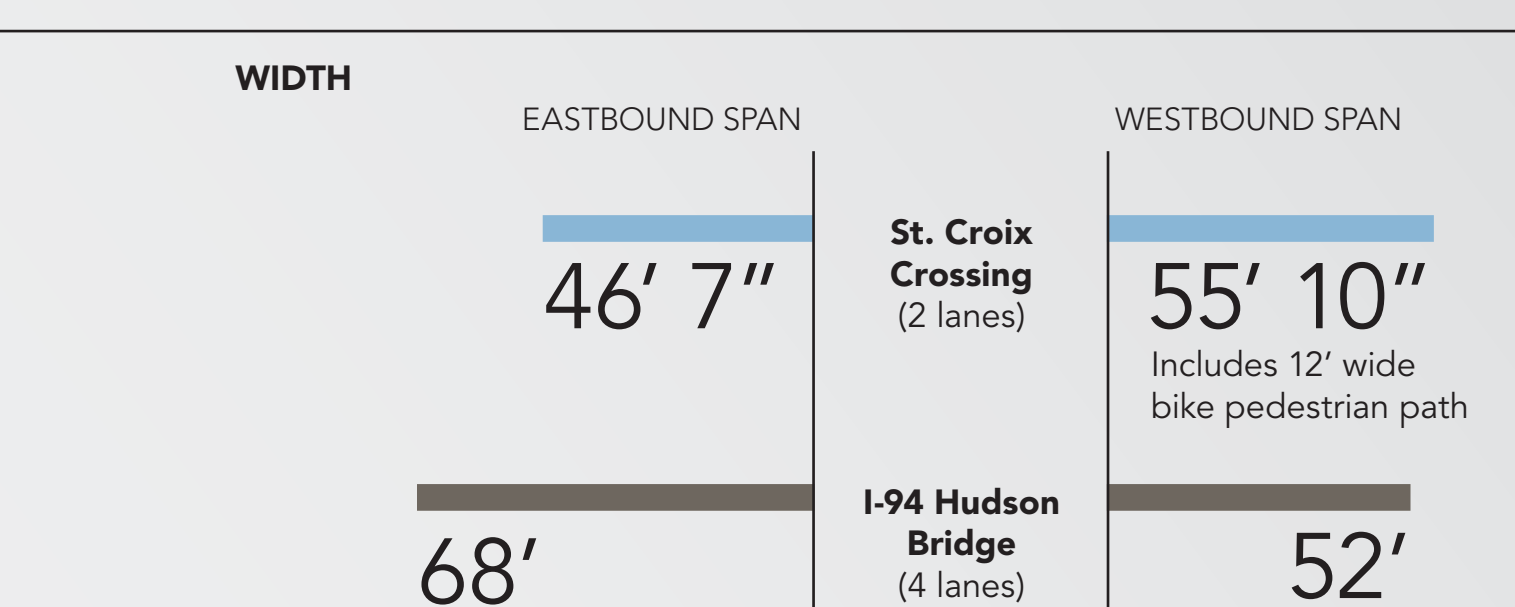 WIDTH
EASTBOUND SPAN
WESTBOUND SPAN
46′ 7″
St. Croix
Crossing
(2 lanes)
55′ 10″
Includes 12′ wide
bike pedestrian path
68′
I-94 Hudson
Bridge
(4 lanes)
52′